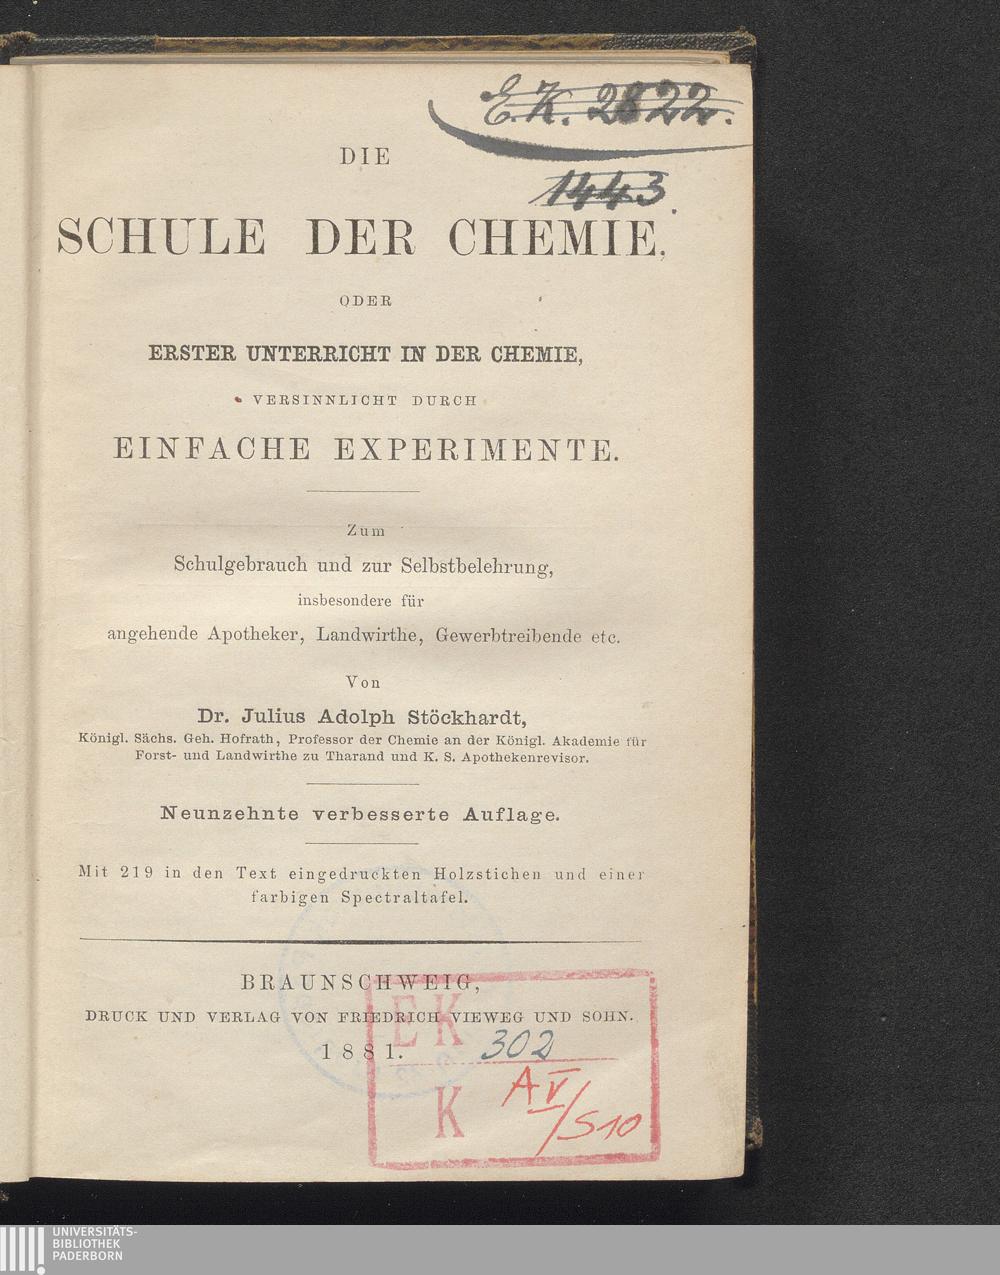 E.K. 2822.
1443.
DIE
SCHULE DER CHEMIE,
ODER
ERSTER UNTERRICHT IN DER CHEMIE,
VERSINNLICHT DURCH
EINFACHE EXPERIMENTE.
Zum
Schulgebrauch und zur Selbstbelehrung,
insbesondere für
angehende Apotheker, Landwirthe, Gewerbtreibende etc.
Von
Dr. Julius Adolph Stöckhardt,
Königl. Sächs. Geh. Hofrath, Professor der Chemie an der Königl. Akademie für
Forst- und Landwirthe zu Tharand und K. S. Apothekenrevisor.
Neunzehnte verbesserte Auflage.
Mit 219 in den Text eingedruckten Holzstichen und einer
farbigen Spectraltafel.
BRAUNSCHWEIG,
DRUCK UND VERLAG VON FRIEDRICH VIEWEG UND SOHN.
1881.
EK
302
K
A V/S10
UNIVERSITÄTS-
BIBLIOTHEK
PADERBORN